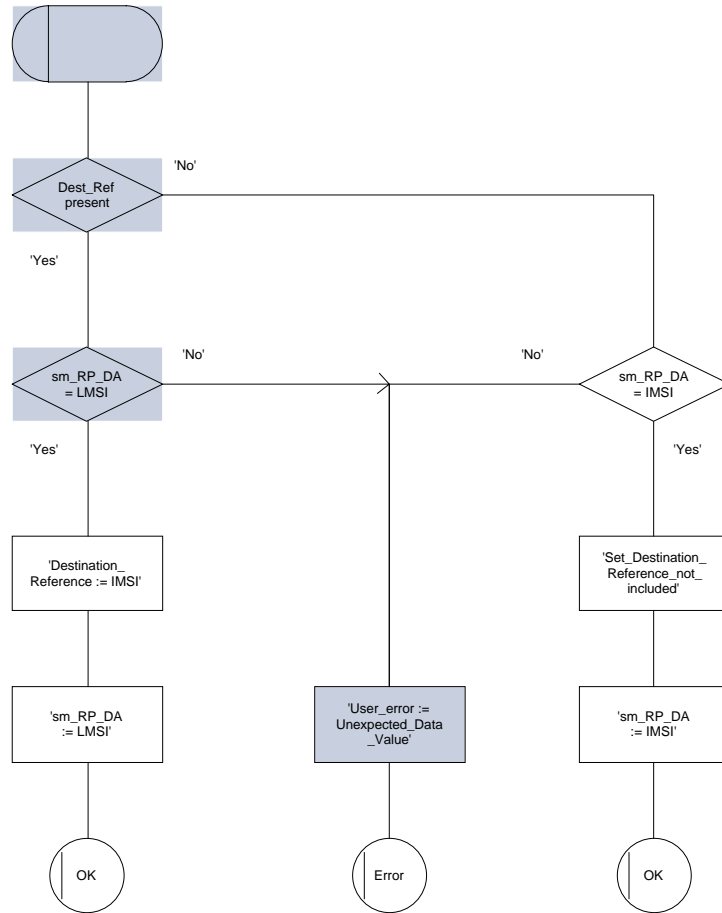 'No'
Dest_Ref
present
'Yes'
'No'
'No'
sm_RP_DA
= LMSI
sm_RP_DA
= IMSI
'Yes'
'Yes'
'Destination_
Reference := IMSI'
'Set_Destination_
Reference_not_
included'
'sm_RP_DA
:= LMSI'
'User_error :=
Unexpected_Data
_Value'
'sm_RP_DA
:= IMSI'
OK
Error
OK